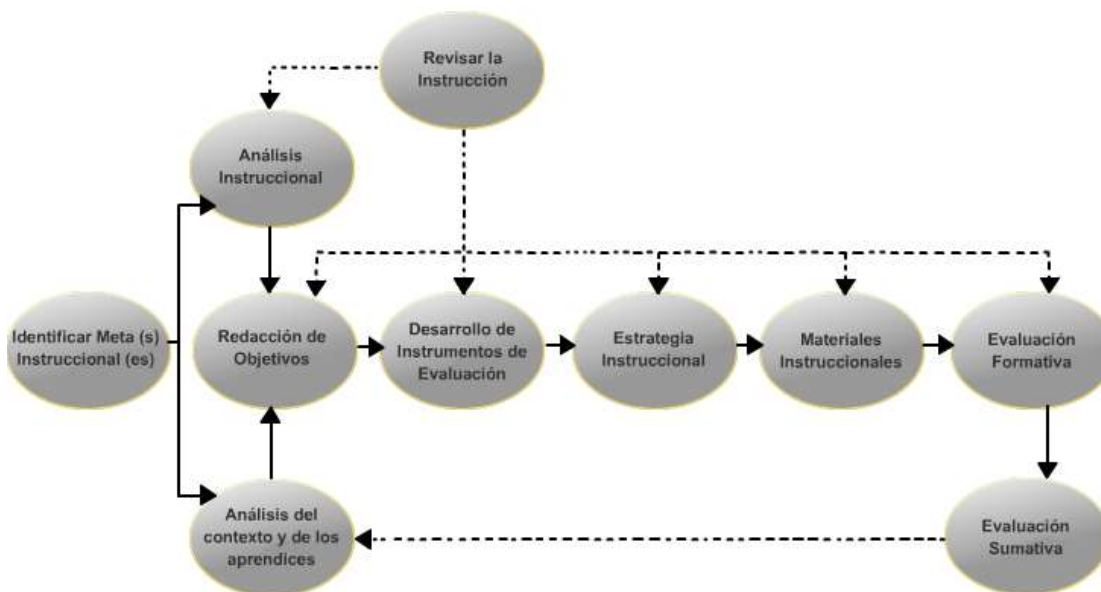 Revisar la
Instrucción
Análisis
Instruccional
Identificar Meta (s)
Instruccional (es)
Redacción de
Objetivos
Desarrollo de
Instrumentos de
Evaluación
Estrategia
Instruccional
Materiales
Instruccionales
Evaluación
Formativa
Análisis del
contexto y de los
aprendices
Evaluación
Sumativa